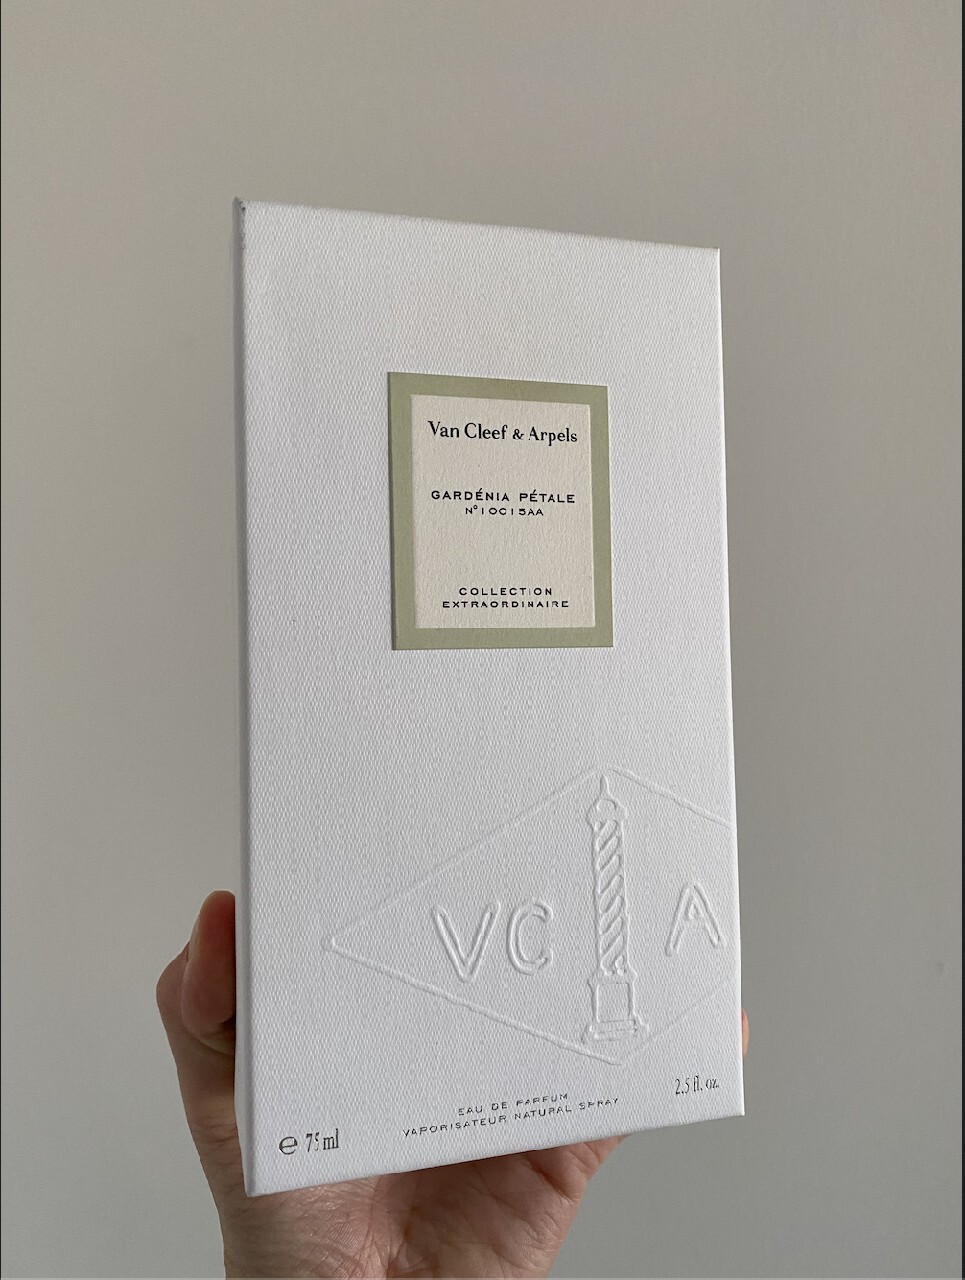 Van Cleef & Arpels
GARDÉNIA PÉTALE
N°10C15AA
COLLECTION
EXTRAORDINAIRE
VC A
EAU DE PARFUM
VAPORISATEUR NATURAL SPRAY
2.5 fl. oz.
℮ 75 ml